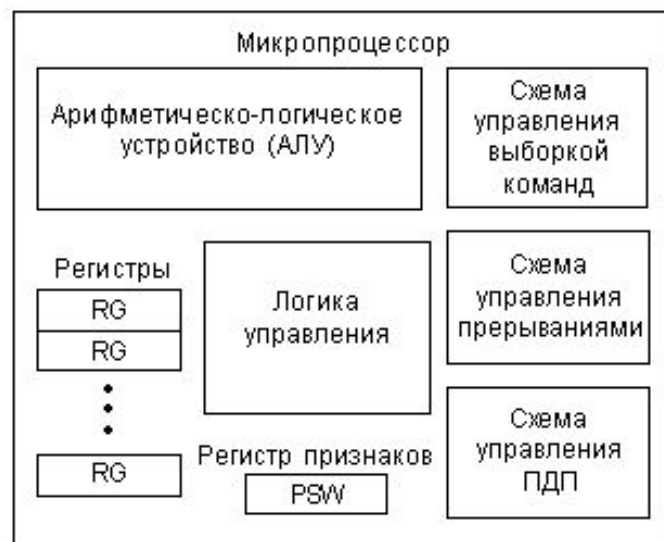 Микропроцессор
Арифметическо-логическое
устройство (АЛУ)
Схема
управления
выборкой
команд
Регистры
RG
RG
RG
Логика
управления
Схема
управления
прерываниями
Регистр признаков
PSW
Схема
управления
ПДП